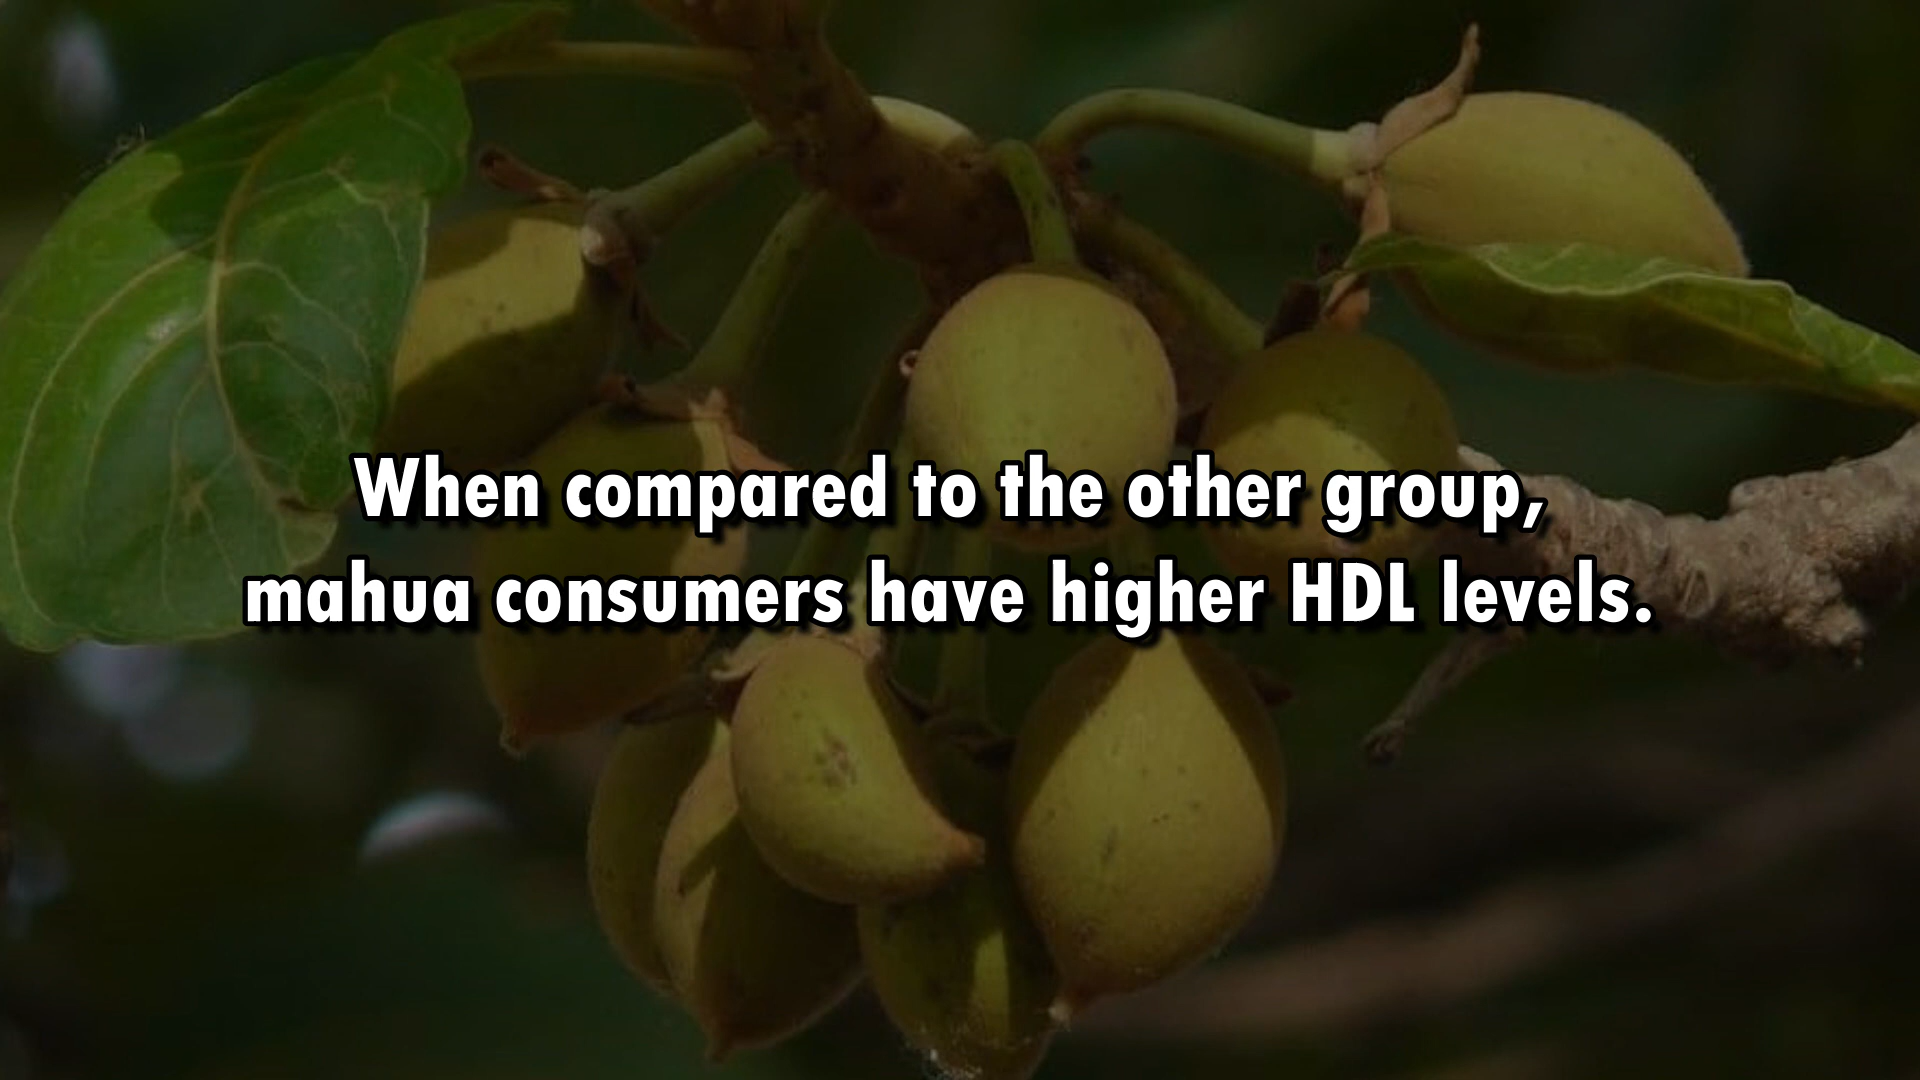 When compared to the other group,
mahua consumers have higher HDL levels.